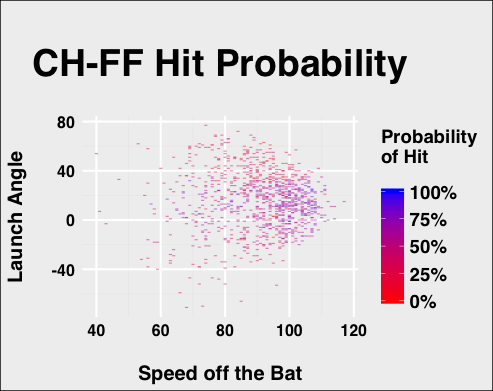 CH-FF Hit Probability
80
40
0
-40
Launch Angle
40 60 80 100 120
Speed off the Bat
Probability
of Hit
100%
75%
50%
25%
0%